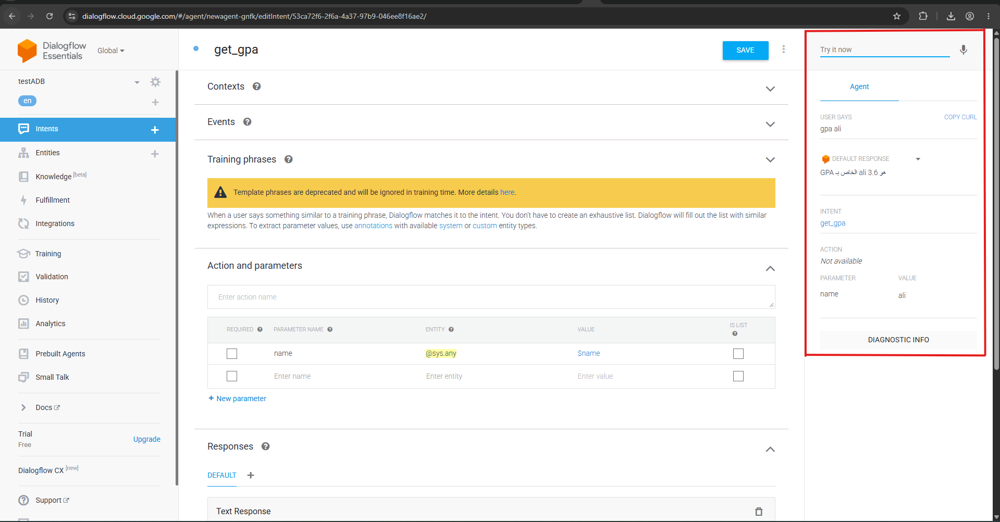 dialogflow.cloud.google.com/#/agent/newagent-gnfk/editIntent/53ca72f6-2f6a-4a37-97b9-046ee8f16ae2/
Dialogflow
Essentials
Global
testADB
en
Intents
Entities
Knowledge [beta]
Fulfillment
Integrations
Training
Validation
History
Analytics
Prebuilt Agents
Small Talk
Docs
Trial
Free
Upgrade
Dialogflow CX [new]
Support
get_gpa
SAVE
Contexts
Events
Training phrases
Template phrases are deprecated and will be ignored in training time. More details here.
When a user says something similar to a training phrase, Dialogflow matches it to the intent. You don't have to create an exhaustive list. Dialogflow will fill out the list with similar
expressions. To extract parameter values, use annotations with available system or custom entity types.
Action and parameters
Enter action name
REQUIRED PARAMETER NAME ENTITY VALUE IS LIST
name @sys.any $name
Enter name Enter entity Enter value
+ New parameter
Responses
DEFAULT +
Text Response
Try it now
Agent
USER SAYS COPY CURL
gpa ali
DEFAULT RESPONSE
GPA الخاص بـ ali هو 3.6
INTENT
get_gpa
ACTION
Not available
PARAMETER VALUE
name ali
DIAGNOSTIC INFO